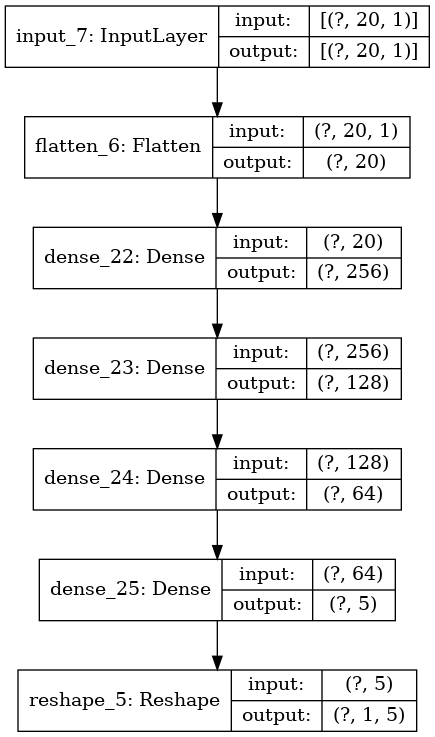 input_7: InputLayer
input:
[(?, 20, 1)]
output:
[(?, 20, 1)]
flatten_6: Flatten
input:
(?, 20, 1)
output:
(?, 20)
dense_22: Dense
input:
(?, 20)
output:
(?, 256)
dense_23: Dense
input:
(?, 256)
output:
(?, 128)
dense_24: Dense
input:
(?, 128)
output:
(?, 64)
dense_25: Dense
input:
(?, 64)
output:
(?, 5)
reshape_5: Reshape
input:
(?, 5)
output:
(?, 1, 5)